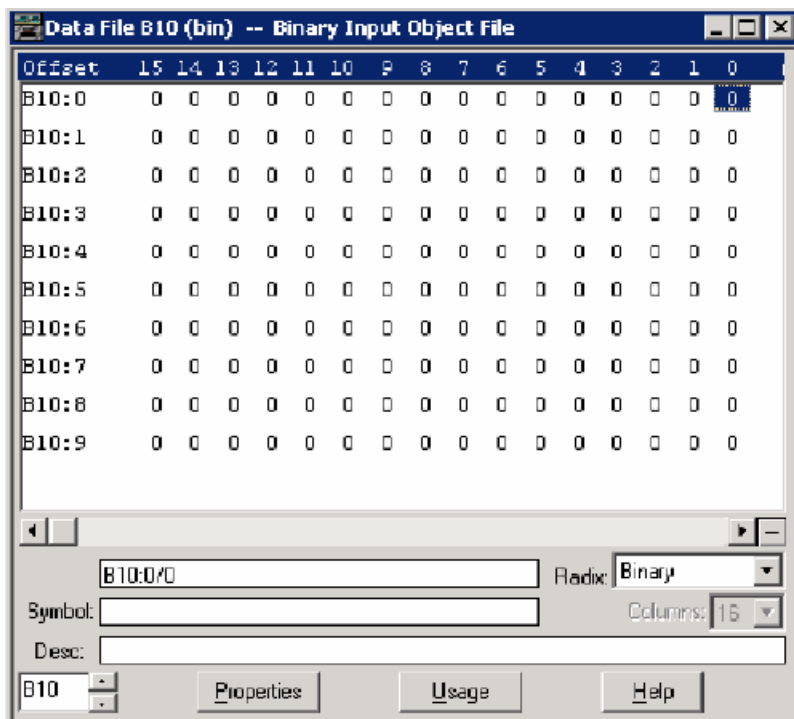 Data File B10 (bin) -- Binary Input Object File
Offset 15 14 13 12 11 10 9 8 7 6 5 4 3 2 1 0
B10:0 0 0 0 0 0 0 0 0 0 0 0 0 0 0 0 0
B10:1 0 0 0 0 0 0 0 0 0 0 0 0 0 0 0 0
B10:2 0 0 0 0 0 0 0 0 0 0 0 0 0 0 0 0
B10:3 0 0 0 0 0 0 0 0 0 0 0 0 0 0 0 0
B10:4 0 0 0 0 0 0 0 0 0 0 0 0 0 0 0 0
B10:5 0 0 0 0 0 0 0 0 0 0 0 0 0 0 0 0
B10:6 0 0 0 0 0 0 0 0 0 0 0 0 0 0 0 0
B10:7 0 0 0 0 0 0 0 0 0 0 0 0 0 0 0 0
B10:8 0 0 0 0 0 0 0 0 0 0 0 0 0 0 0 0
B10:9 0 0 0 0 0 0 0 0 0 0 0 0 0 0 0 0
B10:0/0 Radix: Binary
Symbol: Columns: 16
Desc:
B10 Properties Usage Help